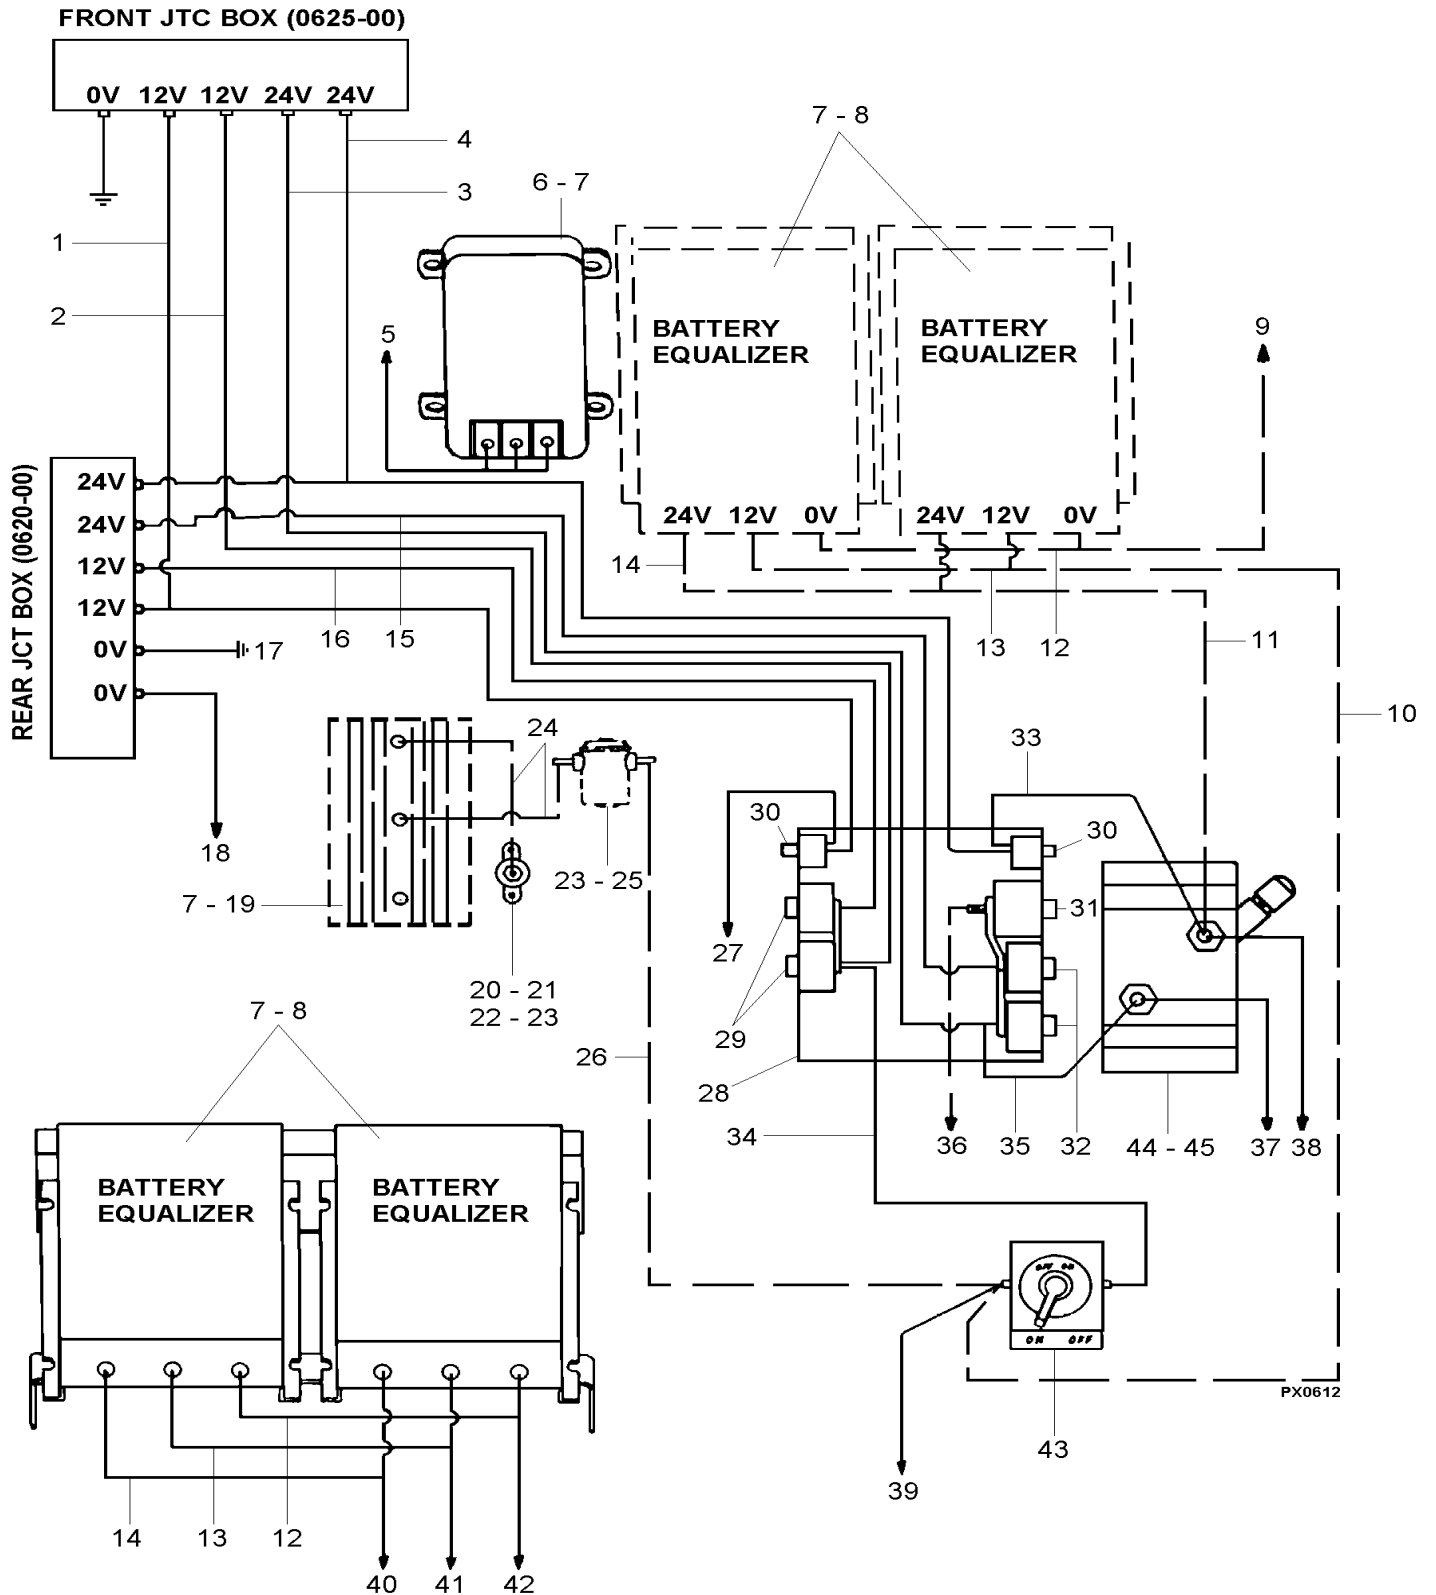 FRONT JTC BOX (0625-00)
0V 12V 12V 24V 24V
4
3
1
2
7 - 8
6 - 7
5
9
BATTERY
EQUALIZER
BATTERY
EQUALIZER
24V 12V 0V
24V 12V 0V
REAR JCT BOX (0620-00)
24V
24V
12V
12V
0V
0V
14
16
15
17
13
12
11
10
18
24
33
30
30
7 - 19
23 - 25
27
31
20 - 21
22 - 23
29
28
26
34
36
35
32
44 - 45
37
38
7 - 8
BATTERY
EQUALIZER
BATTERY
EQUALIZER
OFF ON
ON OFF
PX0612
43
39
14
13
12
40
41
42